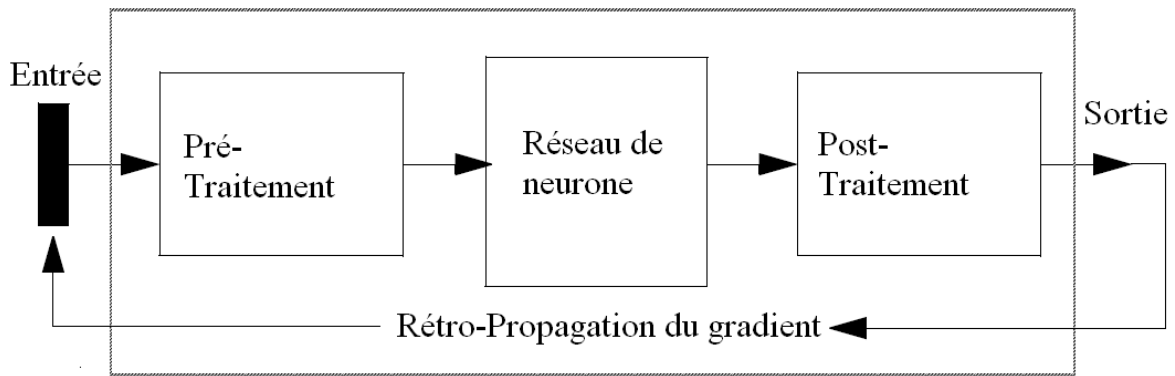 Entrée
Pré-
Traitement
Réseau de
neurone
Post-
Traitement
Sortie
Rétro-Propagation du gradient